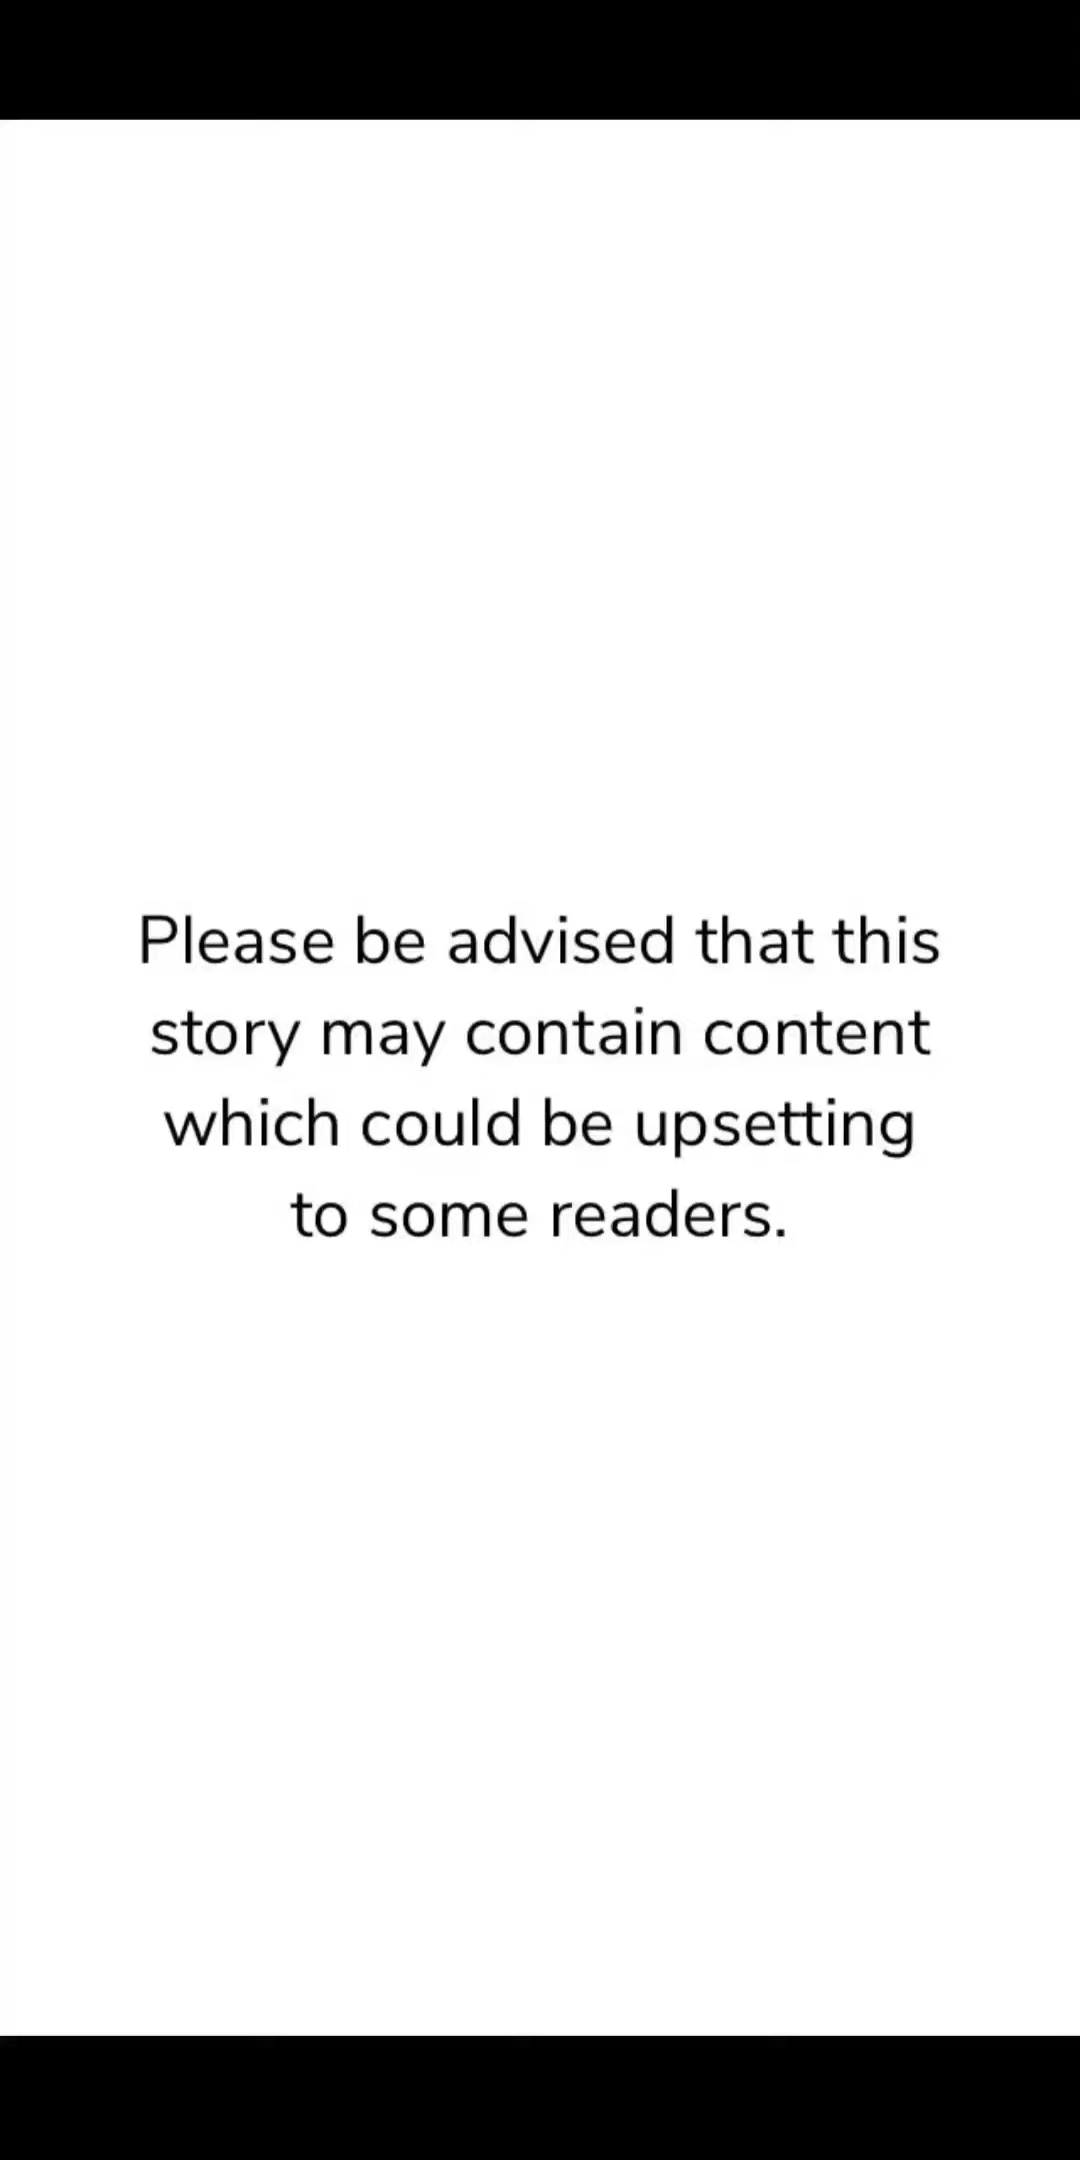 Please be advised that this
story may contain content
which could be upsetting
to some readers.